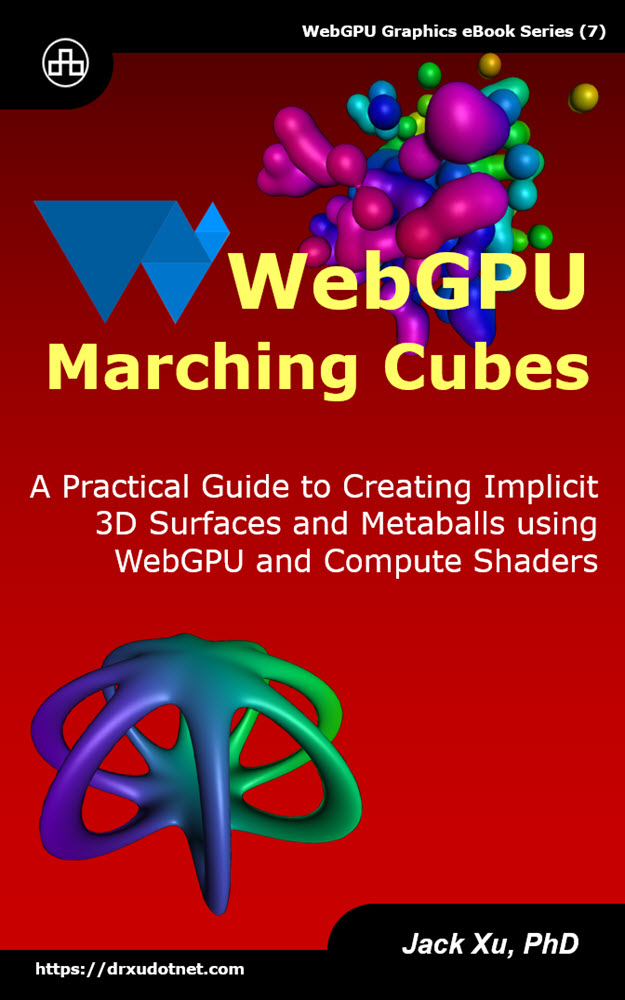 WebGPU Graphics eBook Series (7)
WebGPU
Marching Cubes
A Practical Guide to Creating Implicit
3D Surfaces and Metaballs using
WebGPU and Compute Shaders
Jack Xu, PhD
https://drxudotnet.com